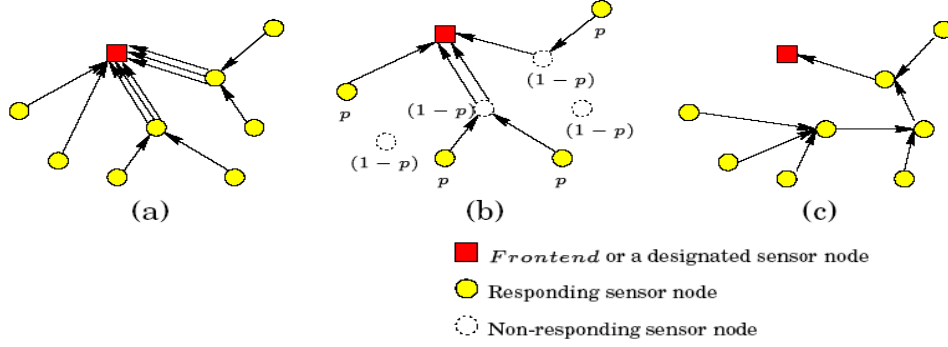 p
(1 − p)
p
(1 − p)
(1 − p)
(1 − p)
p
p
(a)
(b)
(c)
Frontend or a designated sensor node
Responding sensor node
Non-responding sensor node